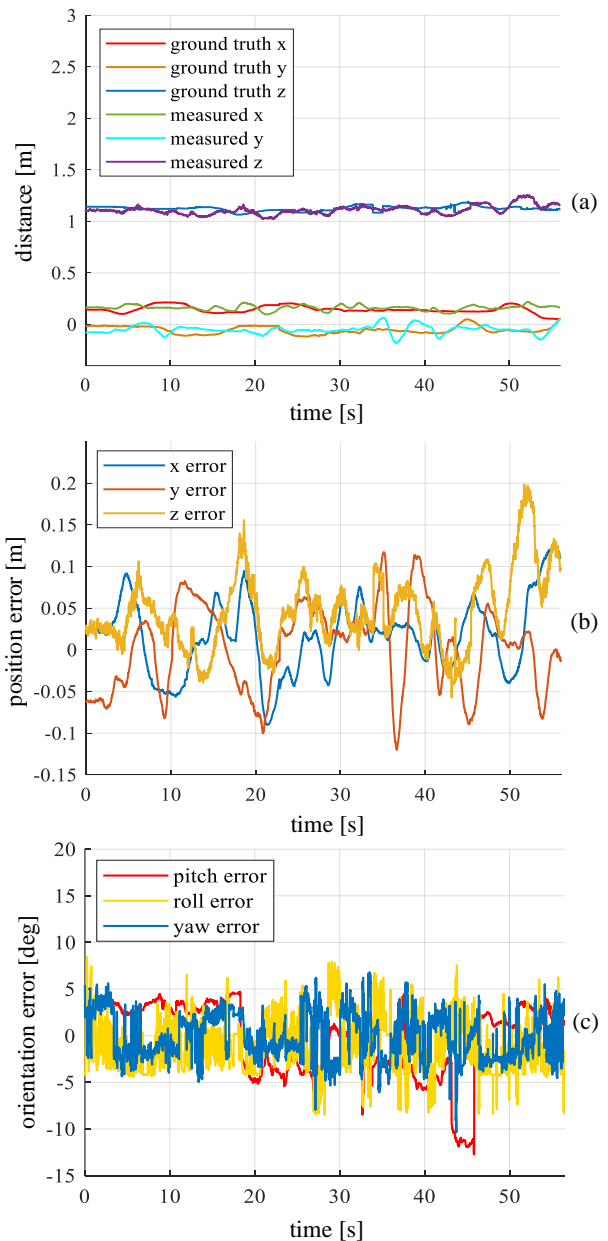 3
2.5
2
1.5
1
0.5
0
ground truth x
ground truth y
ground truth z
measured x
measured y
measured z
distance [m]
(a)
0 10 20 30 40 50
time [s]
0.2
0.15
0.1
0.05
0
-0.05
-0.1
-0.15
x error
y error
z error
position error [m]
(b)
0 10 20 30 40 50
time [s]
20
15
10
5
0
-5
-10
-15
pitch error
roll error
yaw error
orientation error [deg]
(c)
0 10 20 30 40 50
time [s]